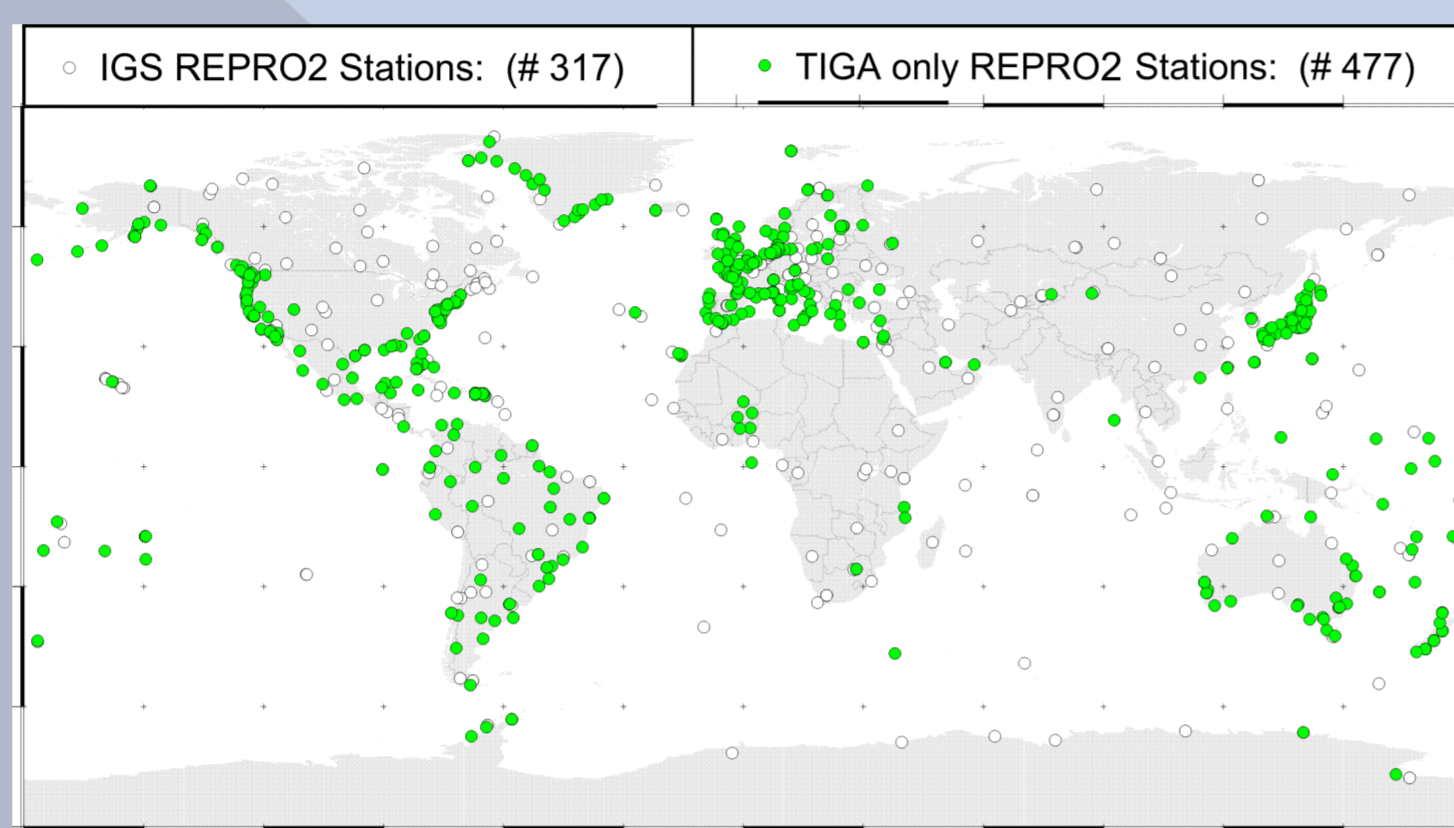 IGS REPRO2 Stations: (# 317)
TIGA only REPRO2 Stations: (# 477)